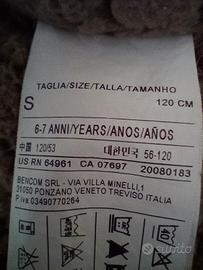 TAGLIA/SIZE/TALLA/TAMANHO
S 120 CM
6-7 ANNI/YEARS/ANOS/AÑOS
中國 120/53 대한민국 56-120
US RN 64961 CA 07697 20080183
BENCOM SRL - VIA VILLA MINELLI,1
31050 PONZANO VENETO TREVISO ITALIA
P.iva 03490770264
subito